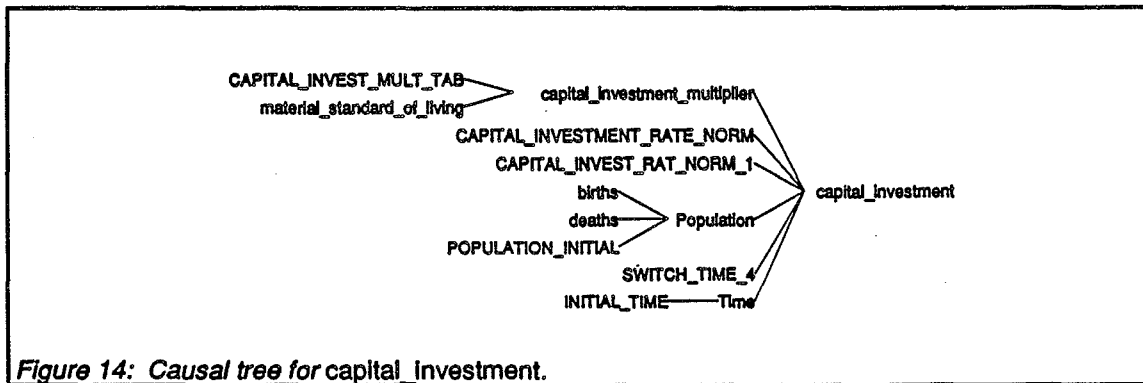 CAPITAL_INVEST_MULT_TAB
material_standard_of_living
capital_investment_multiplier
CAPITAL_INVESTMENT_RATE_NORM
CAPITAL_INVEST_RAT_NORM_1
births
deaths
POPULATION_INITIAL
Population
capital_investment
SWITCH_TIME_4
INITIAL_TIME Time
Figure 14: Causal tree for capital_investment.